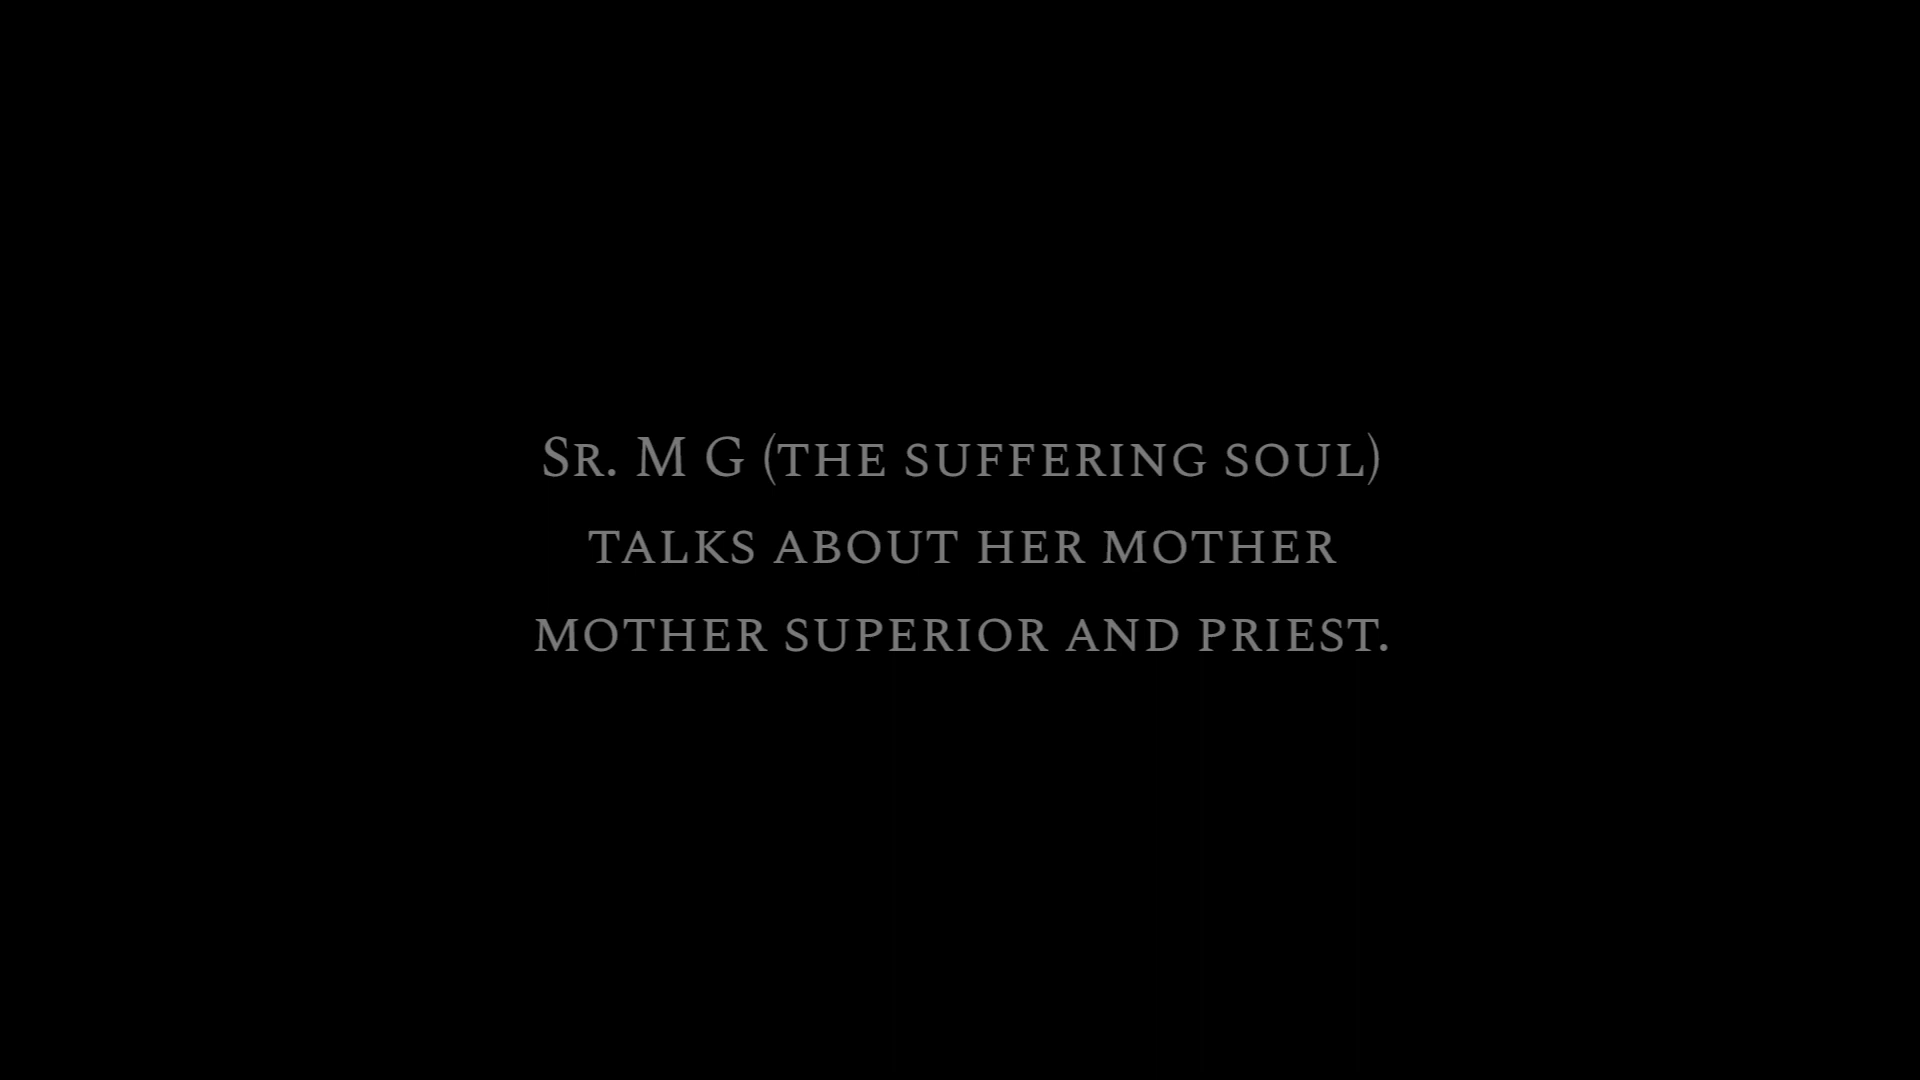 Sr. M G (the suffering soul)
talks about her mother
mother superior and priest.